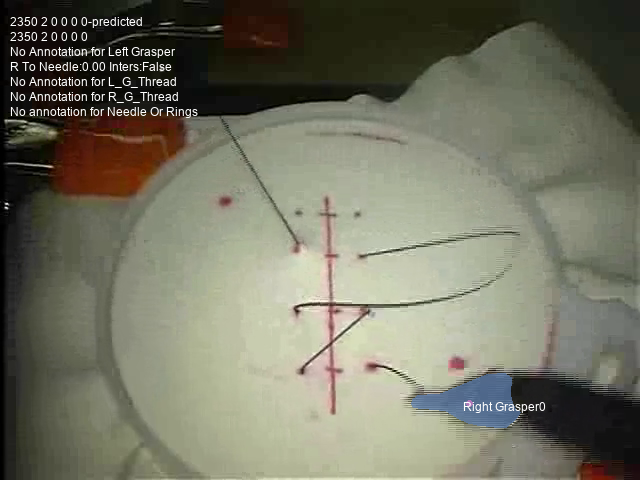 2350 2 0 0 0 0-predicted
2350 2 0 0 0 0
No Annotation for Left Grasper
R To Needle:0.00 Inters:False
No Annotation for L_G_Thread
No Annotation for R_G_Thread
No annotation for Needle Or Rings
Right Grasper0